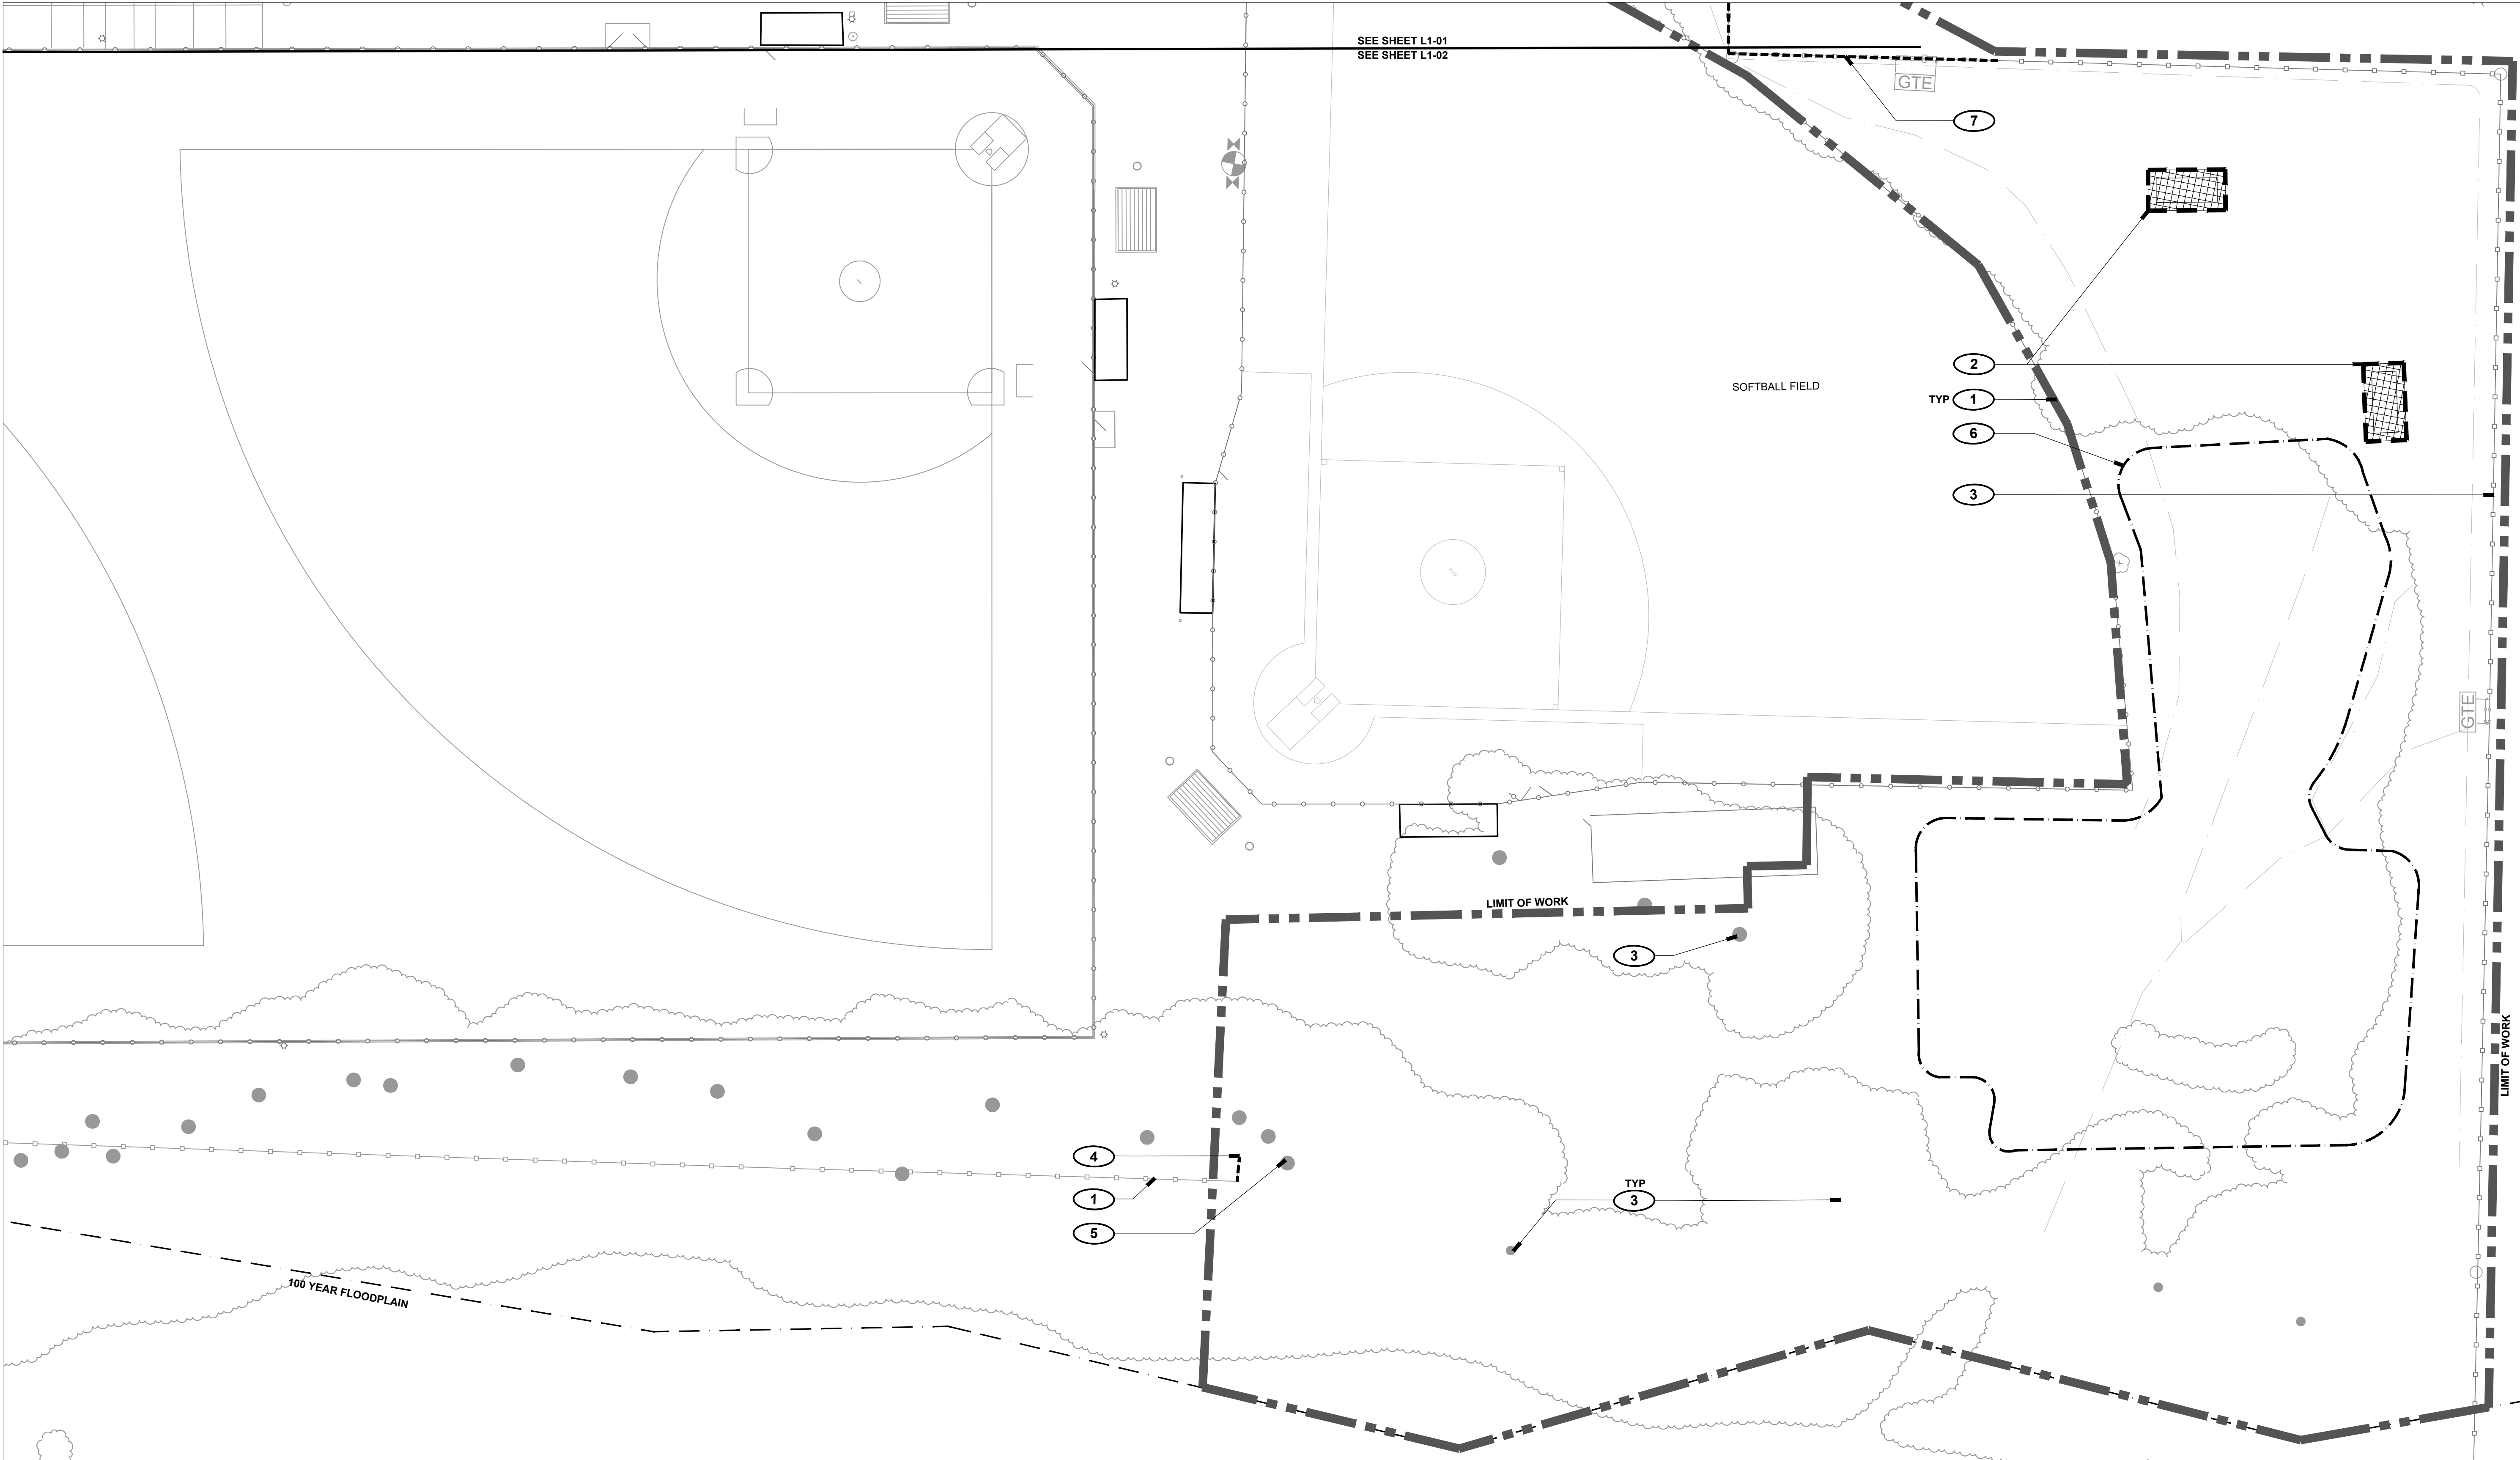 SEE SHEET L1-01
SEE SHEET L1-02
GTE
7
2
SOFTBALL FIELD
TYP 1
6
3
GTE
LIMIT OF WORK
3
LIMIT OF WORK
4
1
TYP
3
5
100 YEAR FLOODPLAIN